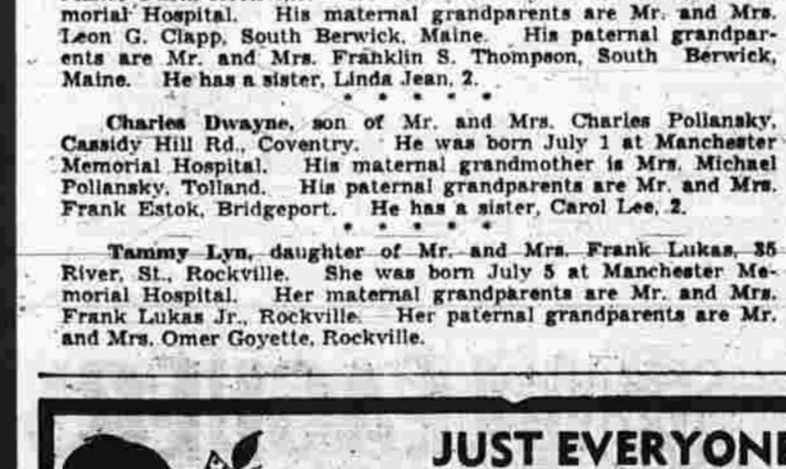 morial Hospital. His maternal grandparents are Mr. and Mrs.
Leon G. Clapp, South Berwick, Maine. His paternal grandpar-
ents are Mr. and Mrs. Franklin S. Thompson, South Berwick,
Maine. He has a sister, Linda Jean, 2.
* * * * *
Charles Dwayne, son of Mr. and Mrs. Charles Poliansky,
Cassidy Hill Rd., Coventry. He was born July 1 at Manchester
Memorial Hospital. His maternal grandmother is Mrs. Michael
Poliansky, Tolland. His paternal grandparents are Mr. and Mrs.
Frank Estok, Bridgeport. He has a sister, Carol Lee, 2.
* * * * *
Tammy Lyn, daughter of Mr. and Mrs. Frank Lukas, 35
River, St., Rockville. She was born July 5 at Manchester Me-
morial Hospital. Her maternal grandparents are Mr. and Mrs.
Frank Lukas Jr., Rockville. Her paternal grandparents are Mr.
and Mrs. Omer Goyette, Rockville.
JUST EVERYONE